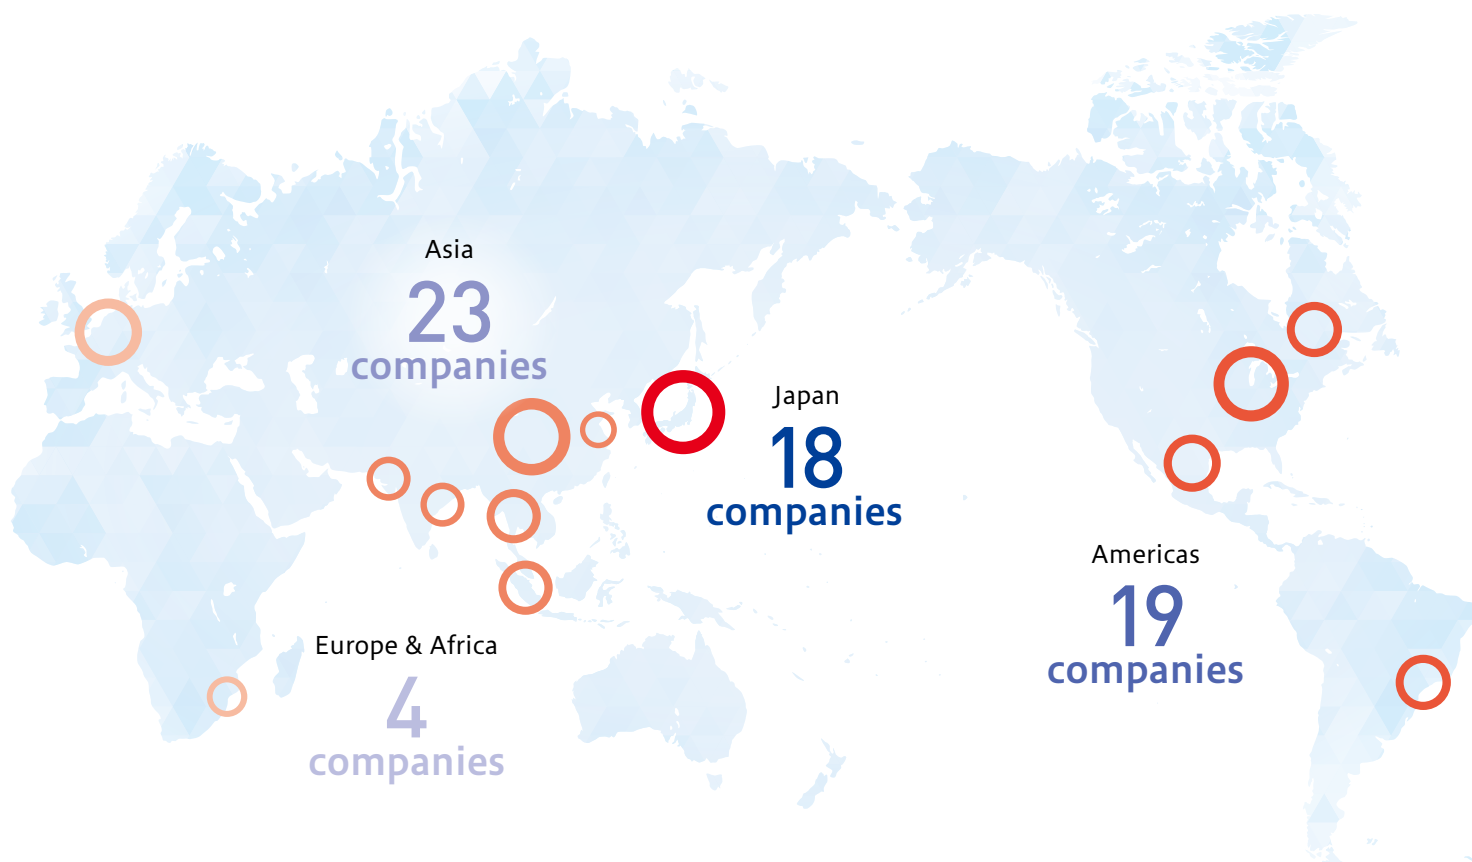 Asia
23
companies
Japan
18
companies
Americas
19
companies
Europe & Africa
4
companies